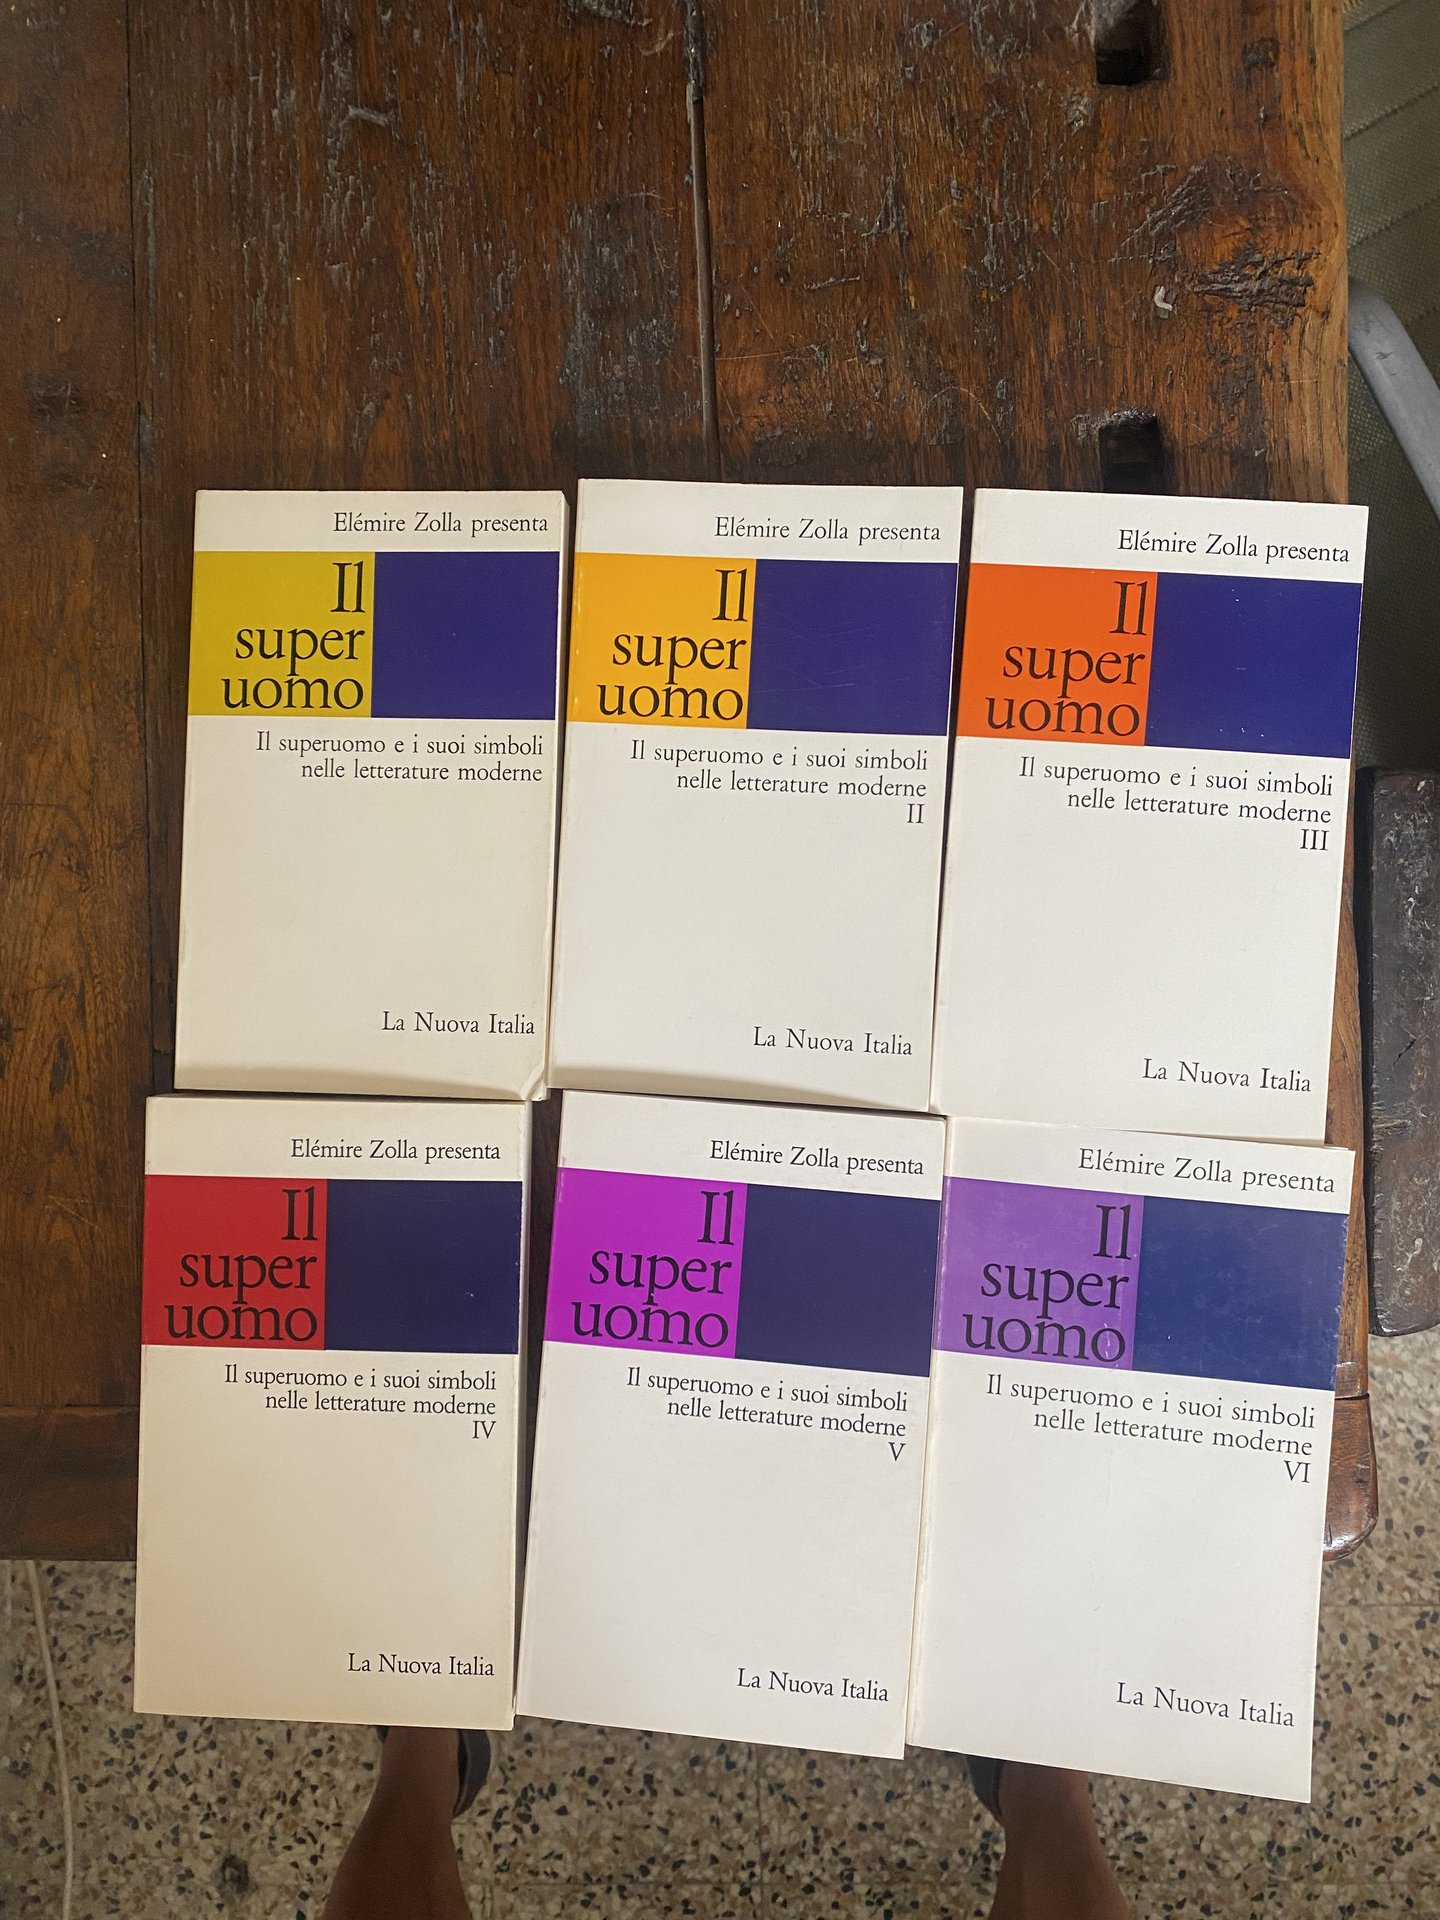 Elémire Zolla presenta
Il
super
uomo
Il superuomo e i suoi simboli
nelle letterature moderne
La Nuova Italia
Elémire Zolla presenta
Il
super
uomo
Il superuomo e i suoi simboli
nelle letterature moderne
II
La Nuova Italia
Elémire Zolla presenta
Il
super
uomo
Il superuomo e i suoi simboli
nelle letterature moderne
III
La Nuova Italia
Elémire Zolla presenta
Il
super
uomo
Il superuomo e i suoi simboli
nelle letterature moderne
IV
La Nuova Italia
Elémire Zolla presenta
Il
super
uomo
Il superuomo e i suoi simboli
nelle letterature moderne
V
La Nuova Italia
Elémire Zolla presenta
Il
super
uomo
Il superuomo e i suoi simboli
nelle letterature moderne
VI
La Nuova Italia